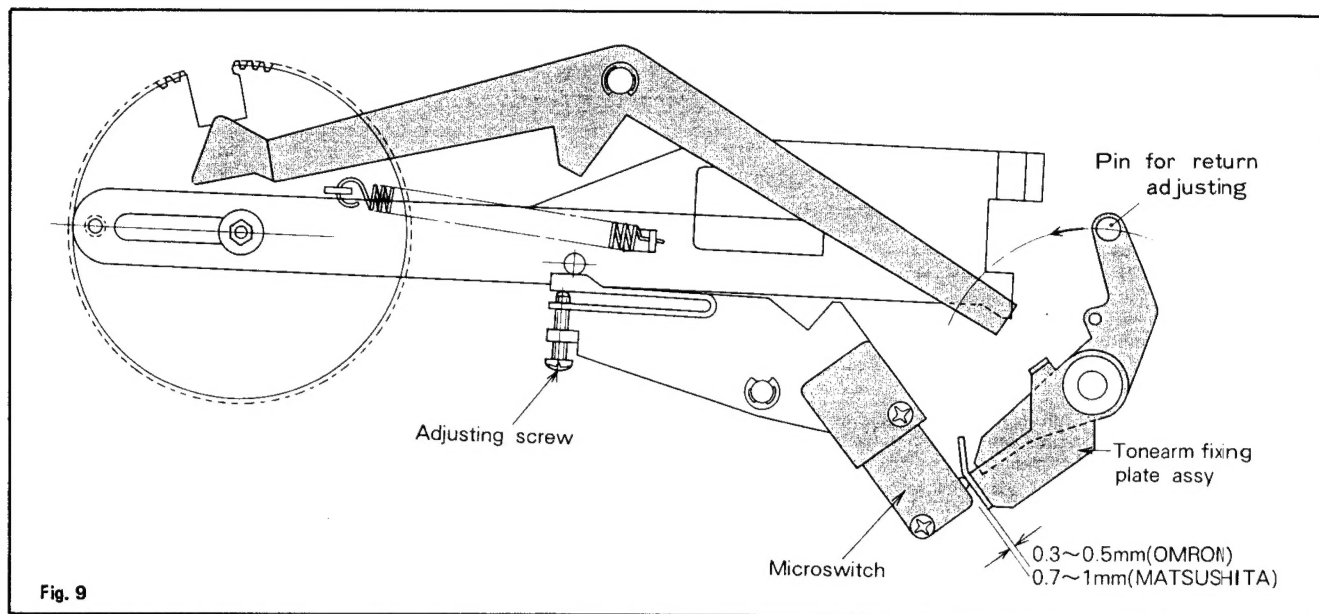 Pin for return
adjusting
Adjusting screw
Tonearm fixing
plate assy
Microswitch
0.3~0.5mm(OMRON)
0.7~1mm(MATSUSHITA)
Fig. 9